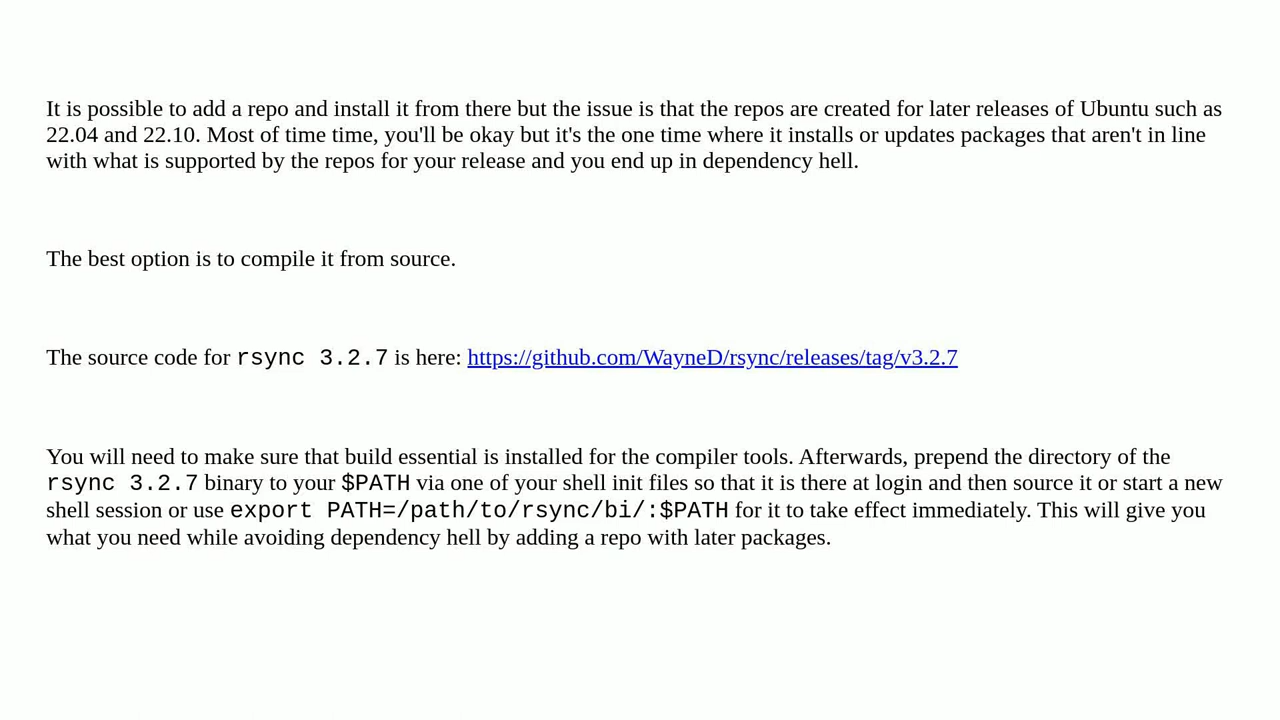 It is possible to add a repo and install it from there but the issue is that the repos are created for later releases of Ubuntu such as
22.04 and 22.10. Most of time time, you'll be okay but it's the one time where it installs or updates packages that aren't in line
with what is supported by the repos for your release and you end up in dependency hell.
The best option is to compile it from source.
The source code for rsync 3.2.7 is here: https://github.com/WayneD/rsync/releases/tag/v3.2.7
You will need to make sure that build essential is installed for the compiler tools. Afterwards, prepend the directory of the
rsync 3.2.7 binary to your $PATH via one of your shell init files so that it is there at login and then source it or start a new
shell session or use export PATH=/path/to/rsync/bi/:$PATH for it to take effect immediately. This will give you
what you need while avoiding dependency hell by adding a repo with later packages.